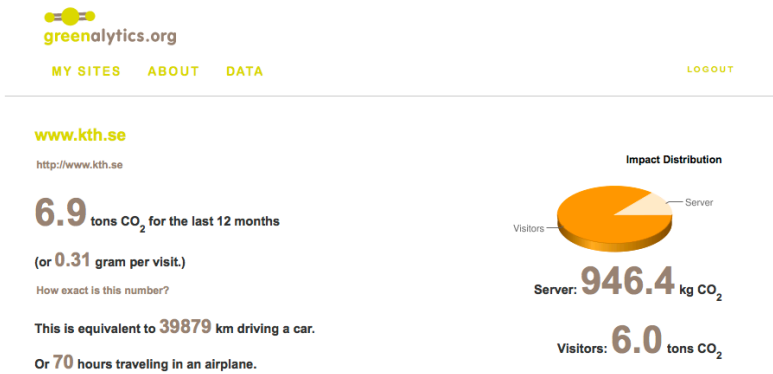 greenalytics.org
MY SITES ABOUT DATA LOGOUT
www.kth.se
http://www.kth.se
6.9 tons CO2 for the last 12 months
(or 0.31 gram per visit.)
How exact is this number?
This is equivalent to 39879 km driving a car.
Or 70 hours traveling in an airplane.
Impact Distribution
Server
Visitors
Server: 946.4 kg CO2
Visitors: 6.0 tons CO2